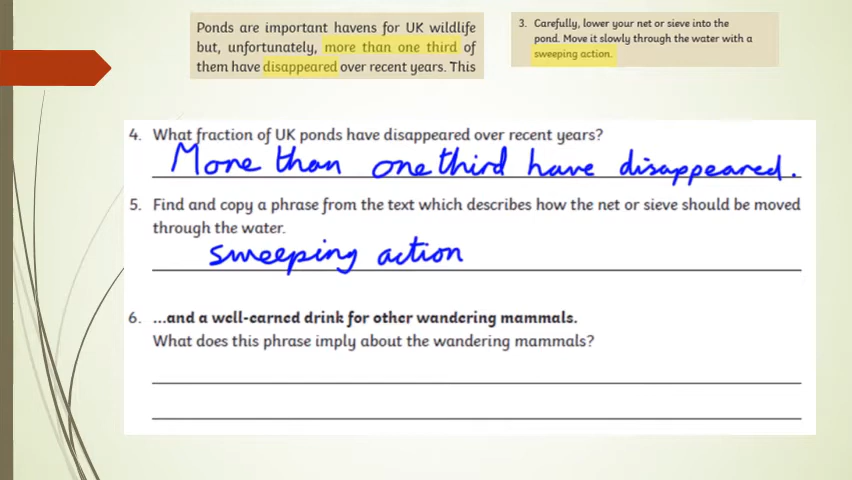 Ponds are important havens for UK wildlife
but, unfortunately, more than one third of
them have disappeared over recent years. This
3. Carefully, lower your net or sieve into the
pond. Move it slowly through the water with a
sweeping action.
4. What fraction of UK ponds have disappeared over recent years?
More than one third have disappeared.
5. Find and copy a phrase from the text which describes how the net or sieve should be moved
through the water.
sweeping action
6. ...and a well-earned drink for other wandering mammals.
What does this phrase imply about the wandering mammals?